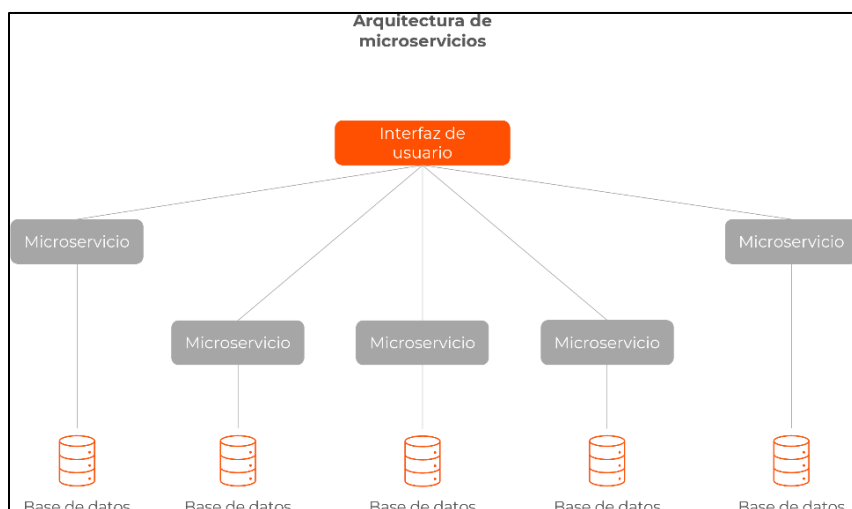 Arquitectura de
microservicios
Interfaz de
usuario
Microservicio
Microservicio
Microservicio
Microservicio
Microservicio
Base de datos
Base de datos
Base de datos
Base de datos
Base de datos